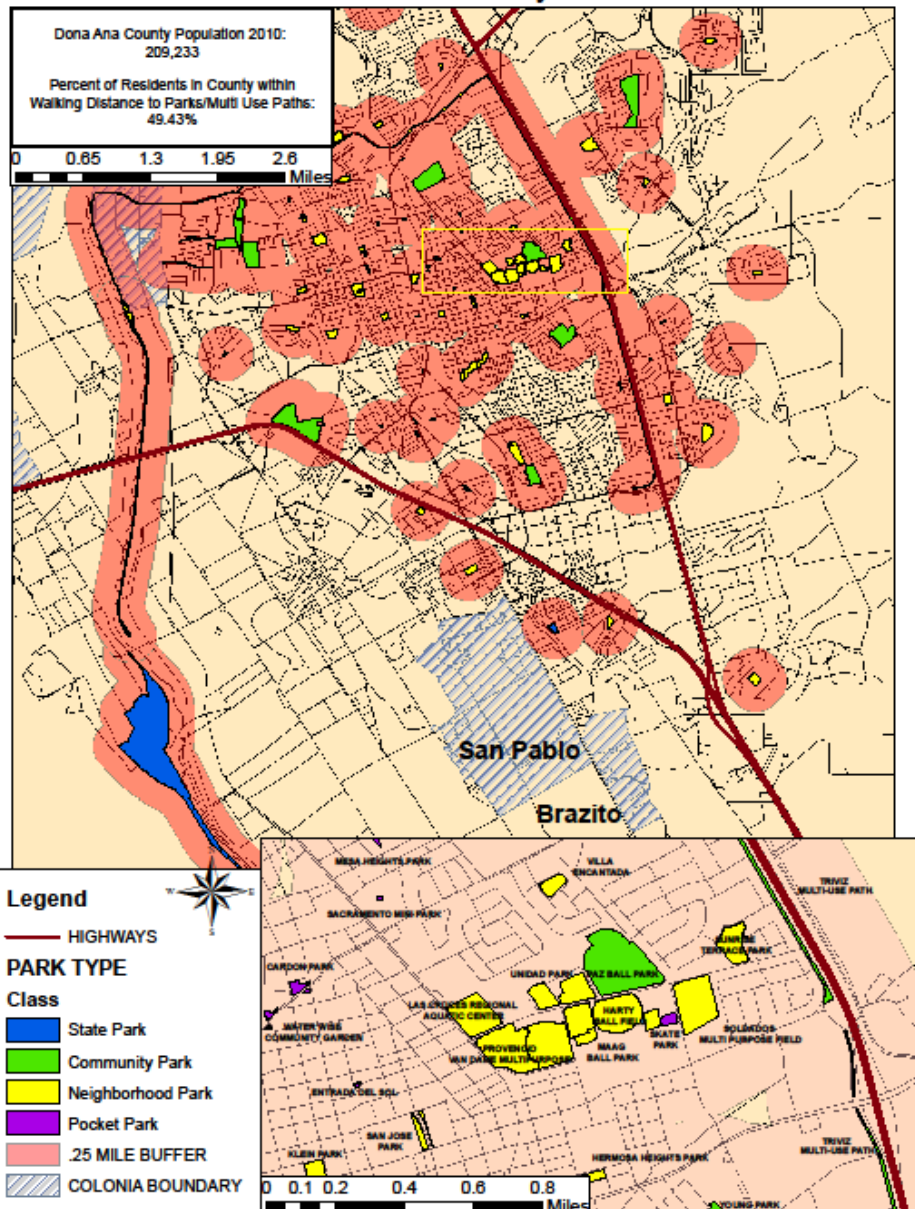 Dona Ana County Population 2010:
209,233
Percent of Residents in County within
Walking Distance to Parks/Multi Use Paths:
49.43%
0 0.65 1.3 1.95 2.6
Miles
San Pablo
Brazito
Legend
HIGHWAYS
PARK TYPE
Class
State Park
Community Park
Neighborhood Park
Pocket Park
.25 MILE BUFFER
COLONIA BOUNDARY
N
W E
S
MESA HEIGHTS PARK
VILLA
ENCANTADA
TRIVIZ
MULTI-USE PATH
SACRAMENTO MINI PARK
SUNRISE
TERRACE PARK
CARDON PARK
UNIDAD PARK
PAZ BALL PARK
LAS CRUCES REGIONAL
AQUATIC CENTER
HARTY
BALL FIELD
WATER WISE
COMMUNITY GARDEN
SKATE
PARK
SOLDADOS
MULTI PURPOSE FIELD
PROVENCIO
VAN DAME MULTIPURPOSE
MAAG
BALL PARK
ENTRADA DEL SOL
SAN JOSE
PARK
KLEIN PARK
HERMOSA HEIGHTS PARK
TRIVIZ
MULTI-USE PATH
YOUNG PARK
0 0.1 0.2 0.4 0.6 0.8
Miles